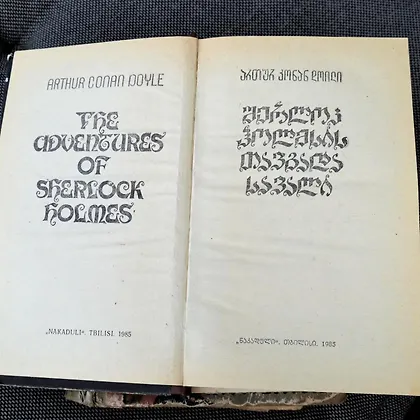 ARTHUR CONAN DOYLE
THE
ADVENTURES
OF
SHERLOCK
HOLMES
„NAKADULI“. TBILISI. 1985
ართურ კონან დოილი
შერლოკ
ჰოლმსის
თავგადა
სავალი
„ნაკადული“. თბილისი. 1985